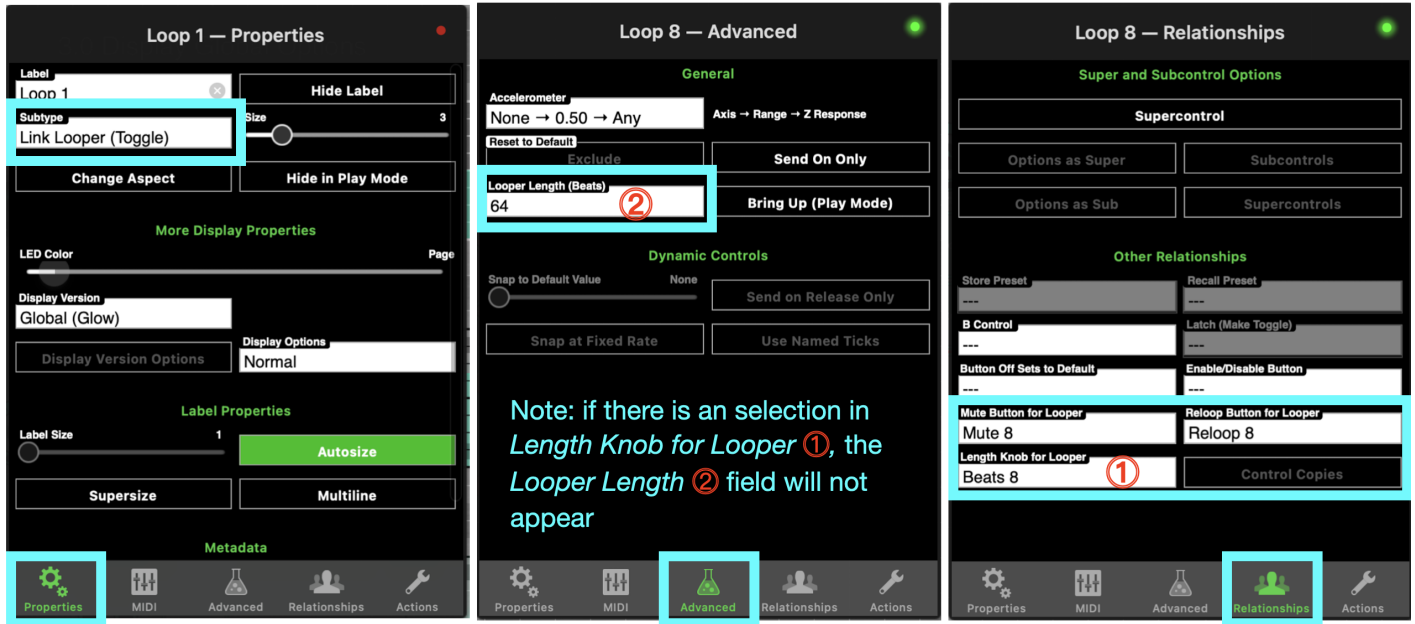 Loop 1 — Properties
Label
Loop 1
Hide Label
Subtype
Link Looper (Toggle)
Size
3
Change Aspect
Hide in Play Mode
More Display Properties
LED Color
Page
Display Version
Global (Glow)
Display Version Options
Display Options
Normal
Label Properties
Label Size
1
Autosize
Supersize
Multiline
Metadata
Properties
MIDI
Advanced
Relationships
Actions
Loop 8 — Advanced
General
Accelerometer
None → 0.50 → Any
Axis → Range → Z Response
Reset to Default
Exclude
Send On Only
Looper Length (Beats)
64
②
Bring Up (Play Mode)
Dynamic Controls
Snap to Default Value
None
Send on Release Only
Snap at Fixed Rate
Use Named Ticks
Note: if there is an selection in
Length Knob for Looper ①, the
Looper Length ② field will not
appear
Properties
MIDI
Advanced
Relationships
Actions
Loop 8 — Relationships
Super and Subcontrol Options
Supercontrol
Options as Super
Subcontrols
Options as Sub
Supercontrols
Other Relationships
Store Preset
---
Recall Preset
---
B Control
---
Latch (Make Toggle)
---
Button Off Sets to Default
---
Enable/Disable Button
---
Mute Button for Looper
Mute 8
Reloop Button for Looper
Reloop 8
Length Knob for Looper
Beats 8
①
Control Copies
Properties
MIDI
Advanced
Relationships
Actions